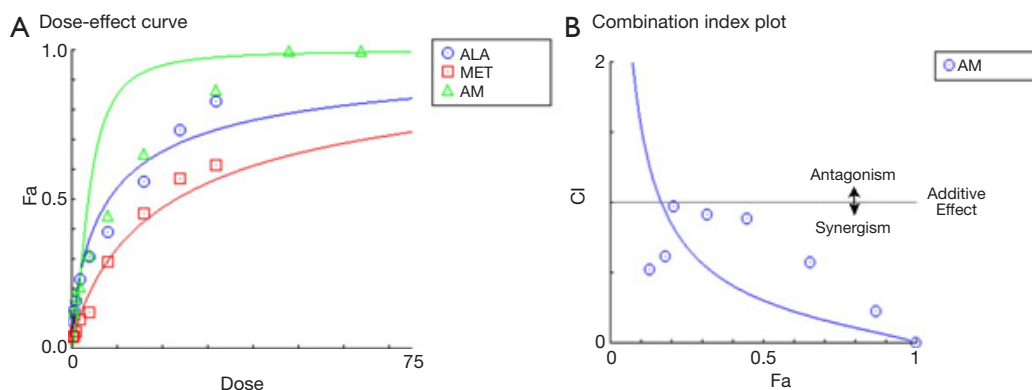 A Dose-effect curve
1.0
0.5
0.0
Fa
0
75
Dose
ALA
MET
AM
B Combination index plot
2
1
0
CI
0
0.5
1
Fa
Antagonism
Synergism
Additive
Effect
AM